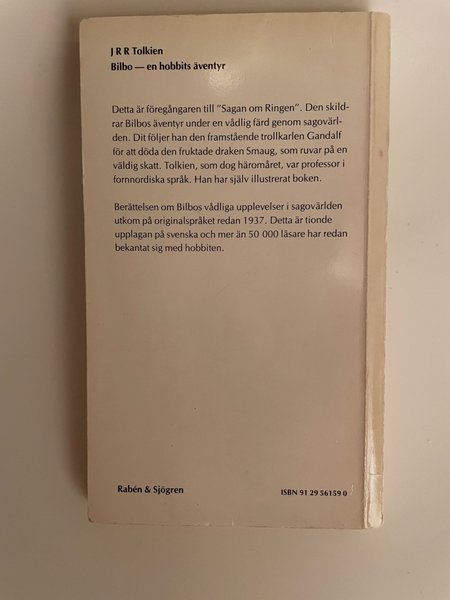 J R R Tolkien
Bilbo — en hobbits äventyr
Detta är föregångaren till ”Sagan om Ringen”. Den skild-
rar Bilbos äventyr under en vådlig färd genom sagovärl-
den. Dit följer han den framstående trollkarlen Gandalf
för att döda den fruktade draken Smaug, som ruvar på en
väldig skatt. Tolkien, som dog häromåret, var professor i
fornnordiska språk. Han har själv illustrerat boken.
Berättelsen om Bilbos vådliga upplevelser i sagovärlden
utkom på originalspråket redan 1937. Detta är tionde
upplagan på svenska och mer än 50 000 läsare har redan
bekantat sig med hobbiten.
Rabén & Sjögren
ISBN 91 29 56159 0